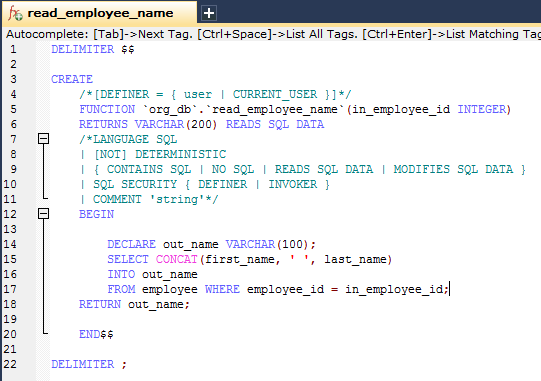 read_employee_name
Autocomplete: [Tab]->Next Tag. [Ctrl+Space]->List All Tags. [Ctrl+Enter]->List Matching Tag
1 DELIMITER $$
2
3 CREATE
4 /*[DEFINER = { user | CURRENT_USER }]*/
5 FUNCTION `org_db`.`read_employee_name`(in_employee_id INTEGER)
6 RETURNS VARCHAR(200) READS SQL DATA
7 /*LANGUAGE SQL
8 | [NOT] DETERMINISTIC
9 | { CONTAINS SQL | NO SQL | READS SQL DATA | MODIFIES SQL DATA }
10 | SQL SECURITY { DEFINER | INVOKER }
11 | COMMENT 'string'*/
12 BEGIN
13
14 DECLARE out_name VARCHAR(100);
15 SELECT CONCAT(first_name, ' ', last_name)
16 INTO out_name
17 FROM employee WHERE employee_id = in_employee_id;
18 RETURN out_name;
19
20 END$$
21
22 DELIMITER ;